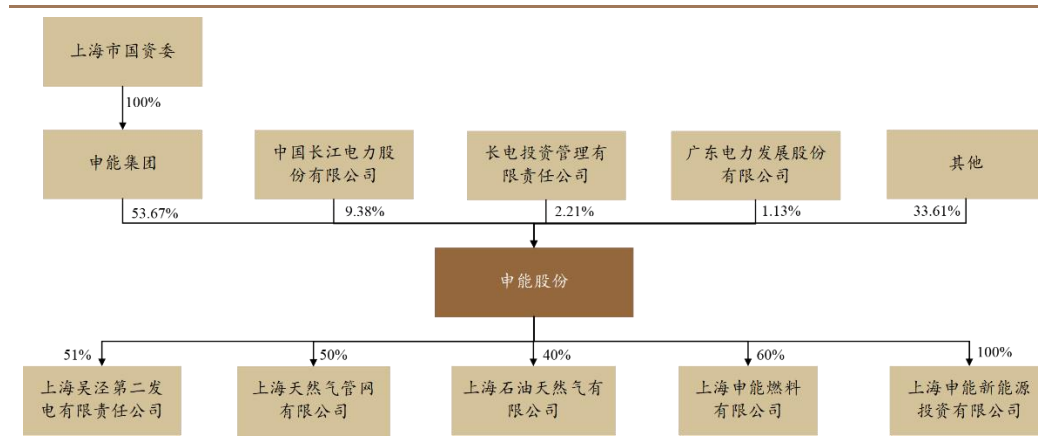 上海市国资委
100%
申能集团
中国长江电力股
份有限公司
长电投资管理有
限责任公司
广东电力发展股份
有限公司
其他
53.67%
9.38%
2.21%
1.13%
33.61%
申能股份
51%
50%
40%
60%
100%
上海吴泾第二发
电有限责任公司
上海天然气管网
有限公司
上海石油天然气有
限公司
上海申能燃料
有限公司
上海申能新能源
投资有限公司